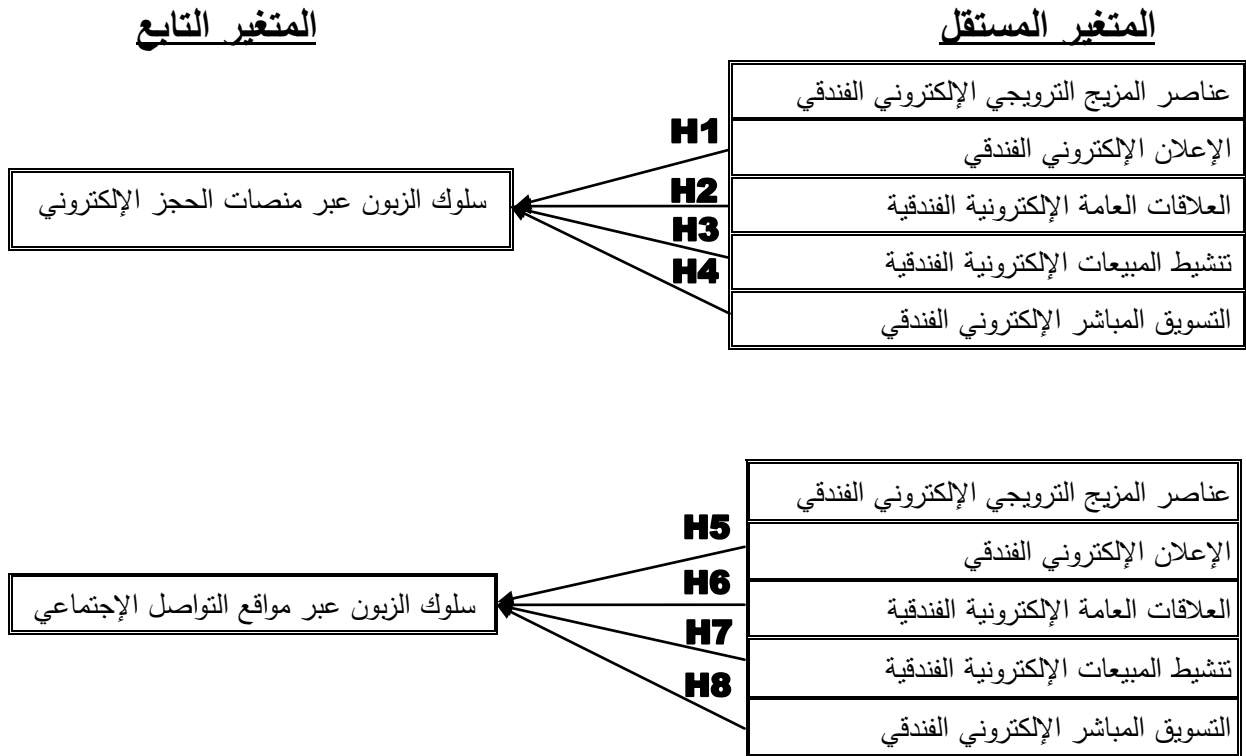 المتغير المستقل
المتغير التابع
عناصر المزيج الترويجي الإلكتروني الفندقي
H1
الإعلان الإلكتروني الفندقي
H2
العلاقات العامة الإلكترونية الفندقية
سلوك الزبون عبر منصات الحجز الإلكتروني
H3
تنشيط المبيعات الإلكترونية الفندقية
H4
التسويق المباشر الإلكتروني الفندقي
عناصر المزيج الترويجي الإلكتروني الفندقي
H5
الإعلان الإلكتروني الفندقي
H6
العلاقات العامة الإلكترونية الفندقية
سلوك الزبون عبر مواقع التواصل الإجتماعي
H7
تنشيط المبيعات الإلكترونية الفندقية
H8
التسويق المباشر الإلكتروني الفندقي